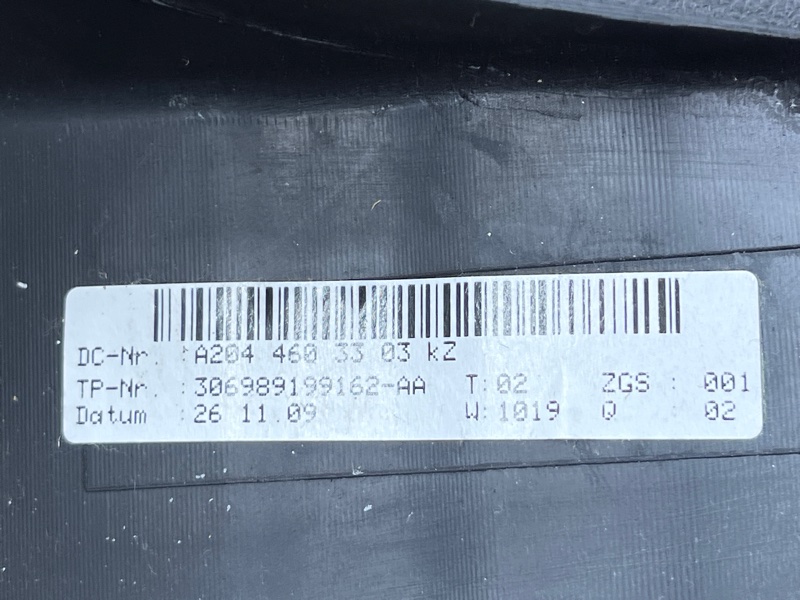 DC-Nr. : A204 460 33 03 kZ
TP-Nr. : 306989199162-AA T: 02 ZGS : 001
Datum : 26 11.09 W: 1019 Q : 02